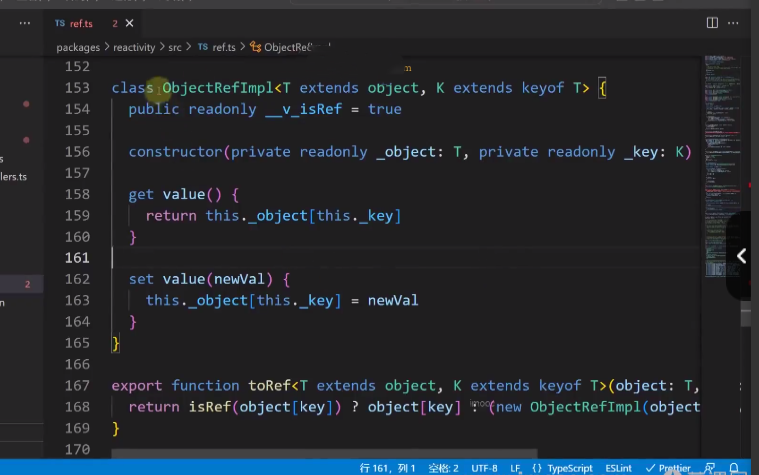 TS ref.ts 2 ×
packages > reactivity > src > TS ref.ts > ObjectRef
152
153 class ObjectRefImpl<T extends object, K extends keyof T> {
154 public readonly __v_isRef = true
155
156 constructor(private readonly _object: T, private readonly _key: K)
157
158 get value() {
159 return this._object[this._key]
160 }
161
162 set value(newVal) {
163 this._object[this._key] = newVal
164 }
165 }
166
167 export function toRef<T extends object, K extends keyof T>(object: T,
168 return isRef(object[key]) ? object[key] : (new ObjectRefImpl(object
169 }
170
lers.ts
2
imooc
行 161, 列 1 空格: 2 UTF-8 LF {} TypeScript ESLint ✓ Prettier